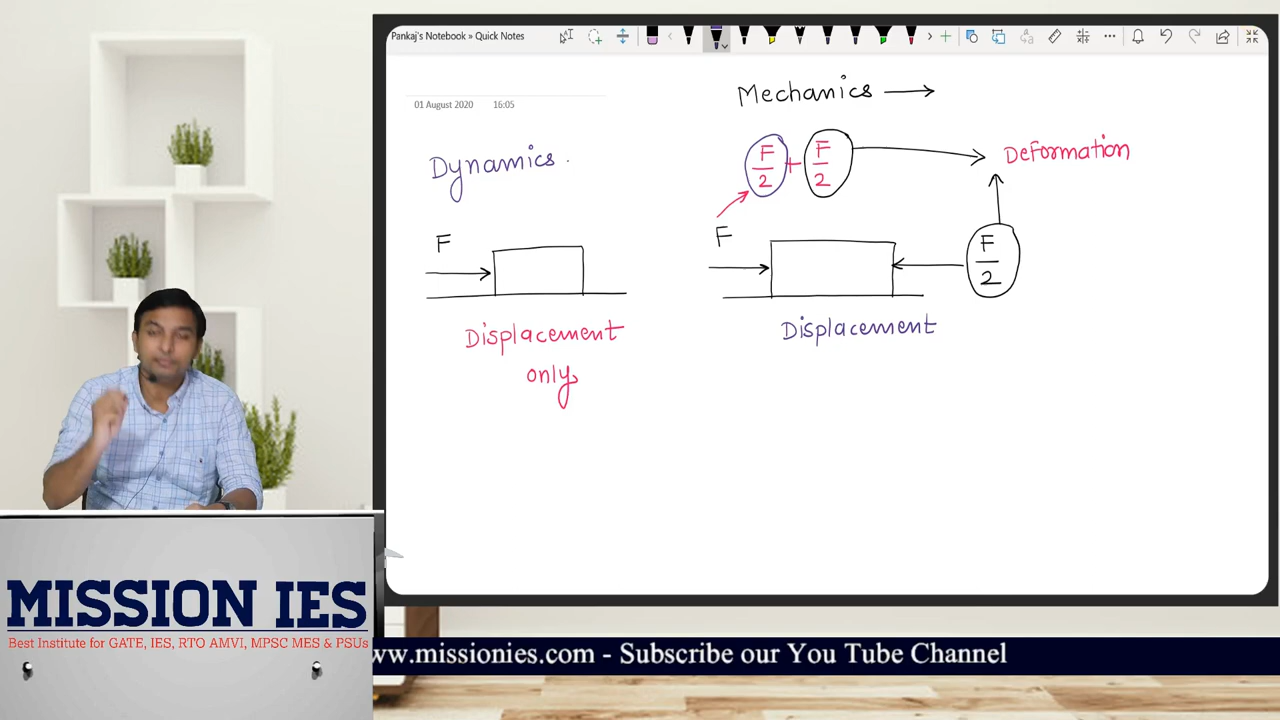 Pankaj's Notebook » Quick Notes
01 August 2020 16:05
Mechanics →
Dynamics.
F/2 + F/2
Deformation
F
F
F/2
Displacement only
Displacement
MISSION IES
Best Institute for GATE, IES, RTO AMVI, MPSC MES & PSUs
ww.missionies.com - Subscribe our You Tube Channel